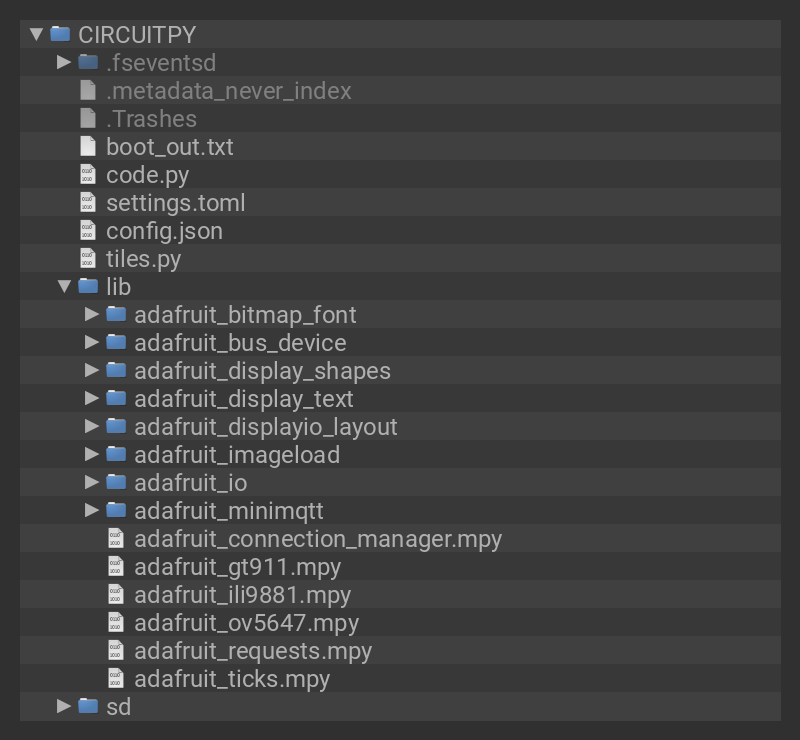 CIRCUITPY
.fseventsd
.metadata_never_index
.Trashes
boot_out.txt
code.py
settings.toml
config.json
tiles.py
lib
adafruit_bitmap_font
adafruit_bus_device
adafruit_display_shapes
adafruit_display_text
adafruit_displayio_layout
adafruit_imageload
adafruit_io
adafruit_minimqtt
adafruit_connection_manager.mpy
adafruit_gt911.mpy
adafruit_ili9881.mpy
adafruit_ov5647.mpy
adafruit_requests.mpy
adafruit_ticks.mpy
sd